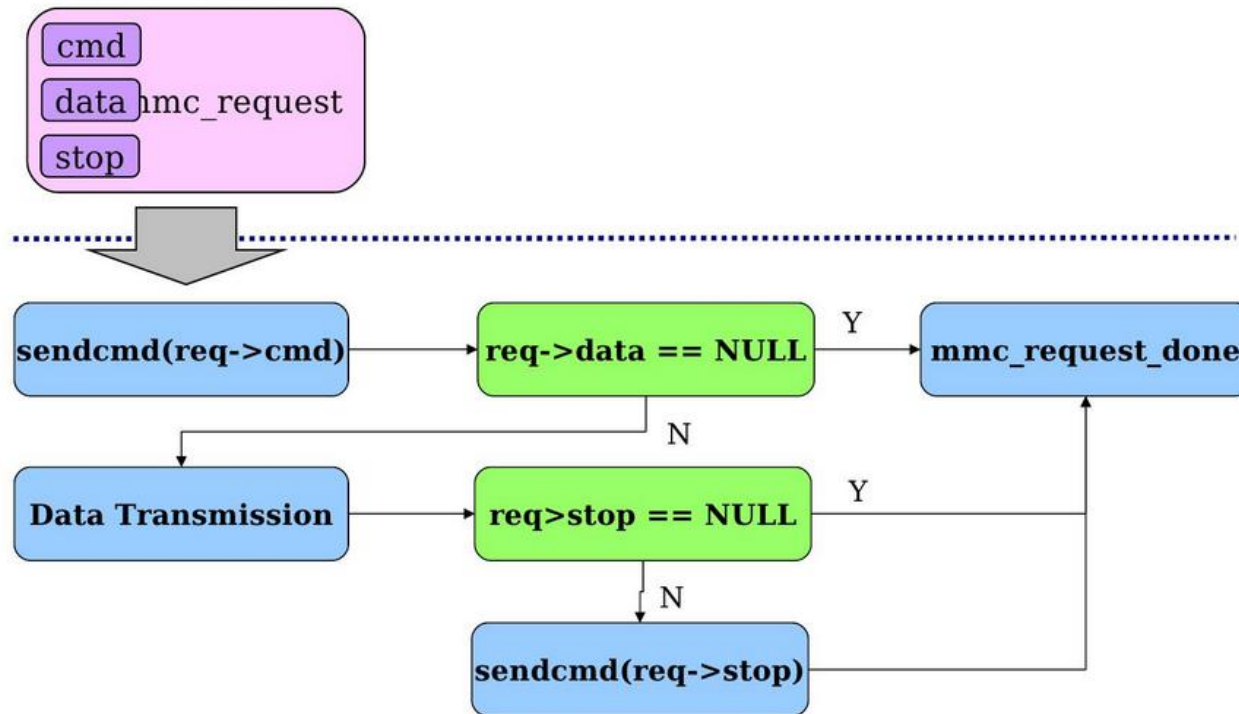 cmd
data
mmc_request
stop
sendcmd(req->cmd)
req->data == NULL
Y
mmc_request_done
N
Data Transmission
req>stop == NULL
Y
N
sendcmd(req->stop)